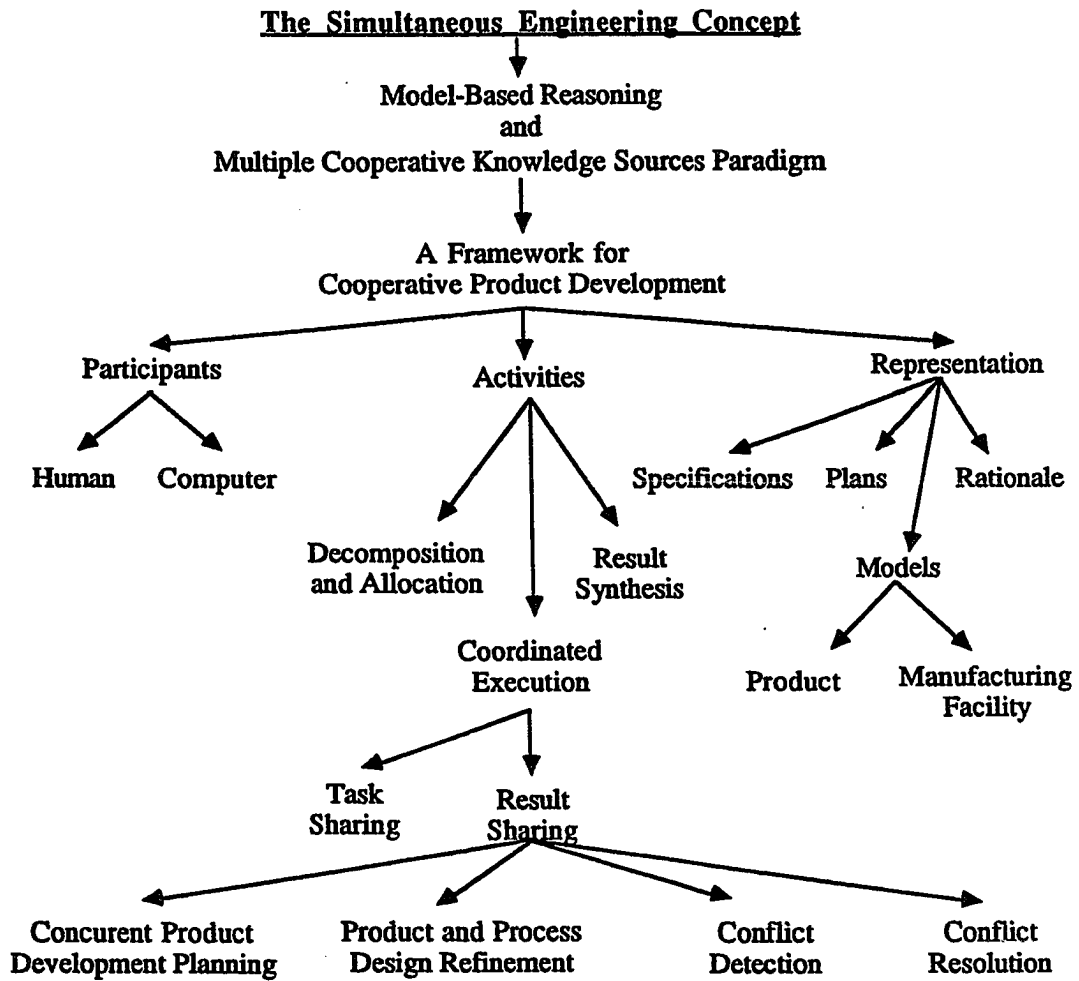 The Simultaneous Engineering Concept
Model-Based Reasoning
and
Multiple Cooperative Knowledge Sources Paradigm
A Framework for
Cooperative Product Development
Participants
Activities
Representation
Human
Computer
Specifications
Plans
Rationale
Decomposition
and Allocation
Result
Synthesis
Models
Coordinated
Execution
Product
Manufacturing
Facility
Task
Sharing
Result
Sharing
Concurent Product
Development Planning
Product and Process
Design Refinement
Conflict
Detection
Conflict
Resolution